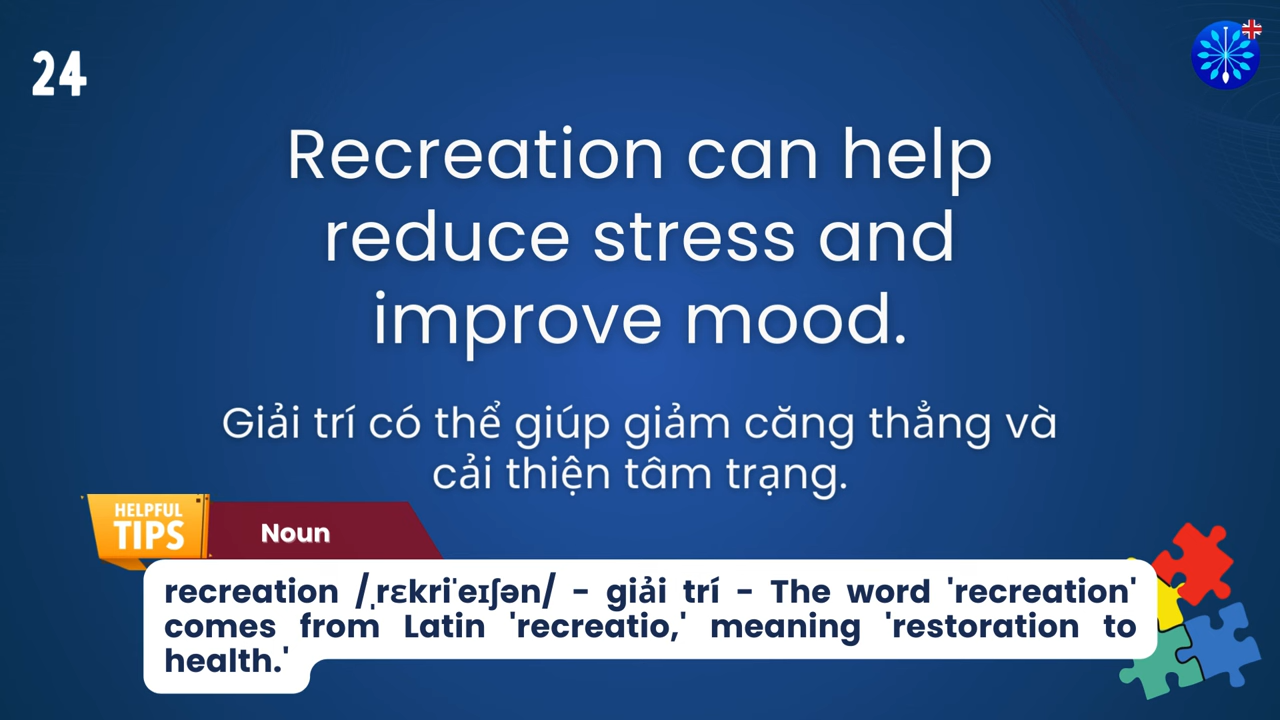 24
Recreation can help
reduce stress and
improve mood.
Giải trí có thể giúp giảm căng thẳng và
cải thiện tâm trạng.
HELPFUL
TIPS
Noun
recreation /ˌrɛkriˈeɪʃən/ - giải trí - The word 'recreation'
comes from Latin 'recreatio,' meaning 'restoration to
health.'